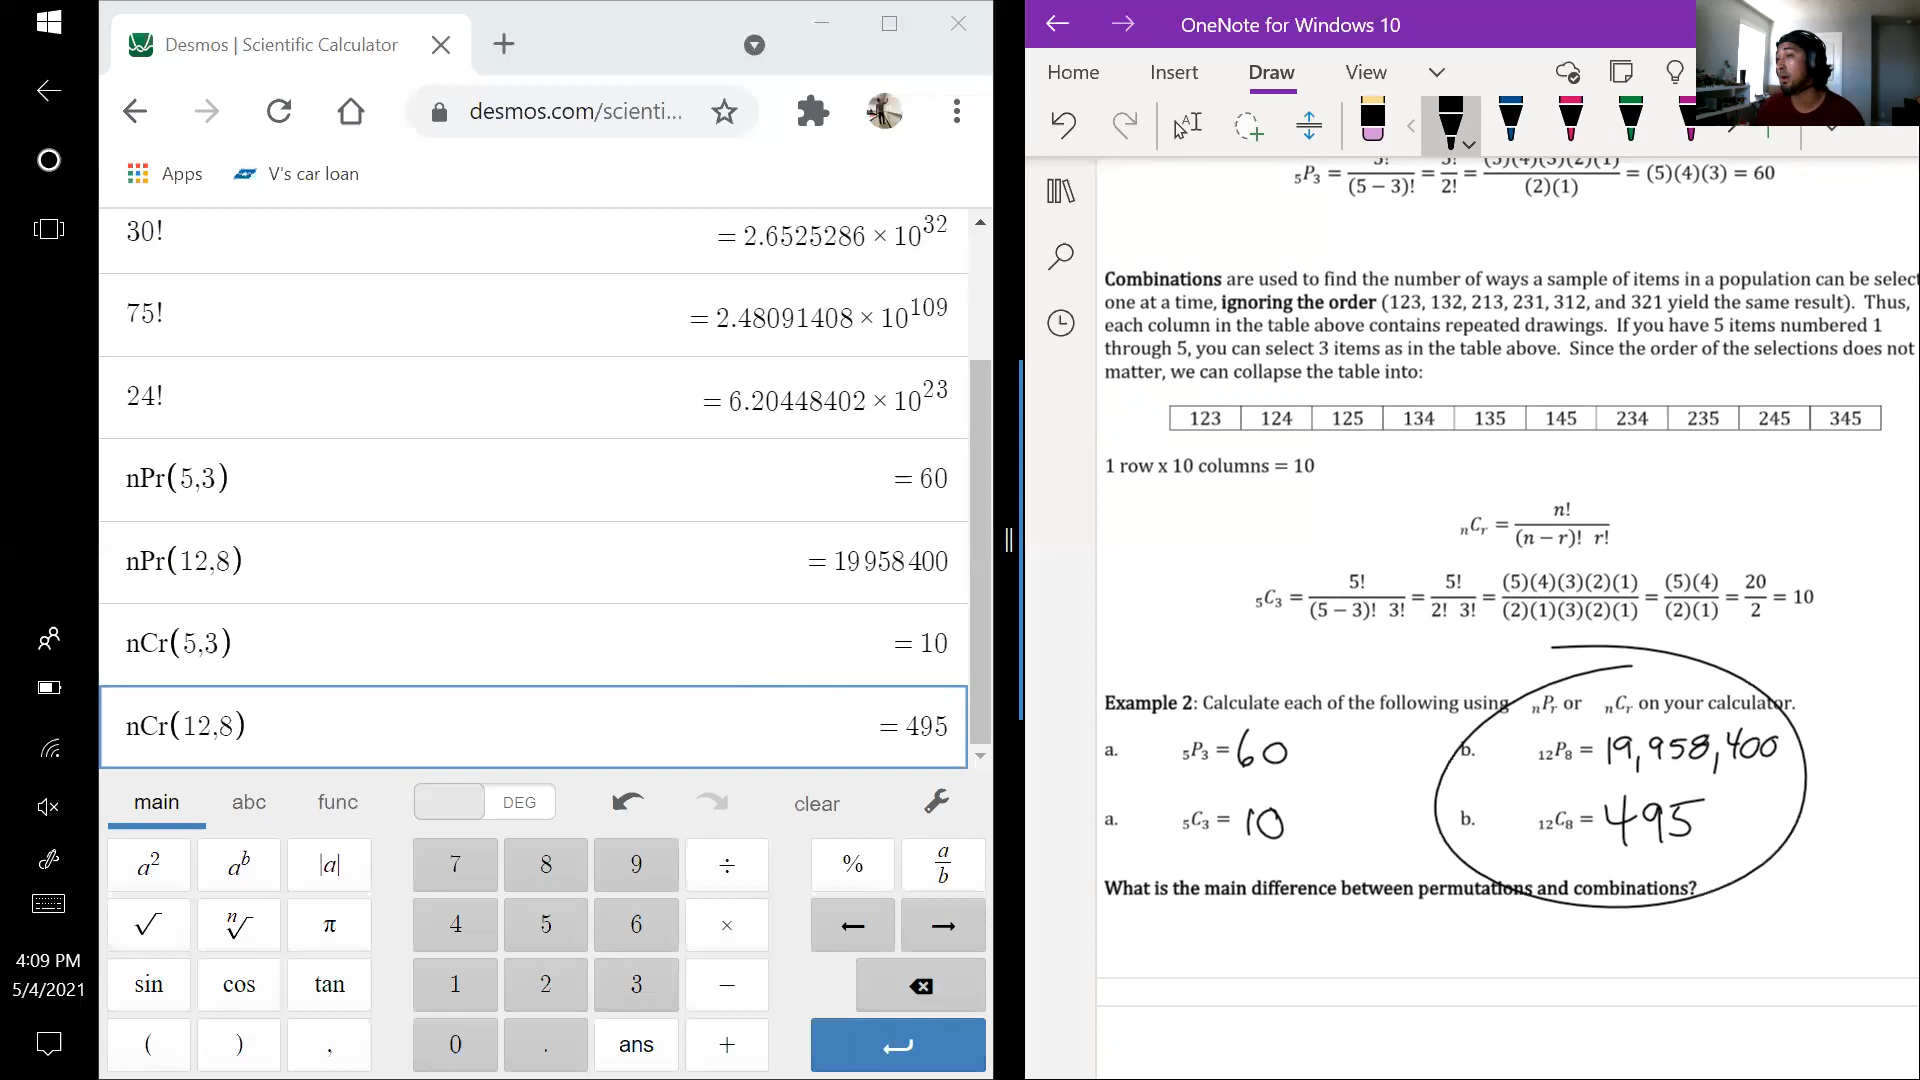 Desmos | Scientific Calculator
desmos.com/scienti...
Apps
V's car loan
30!
= 2.6525286 × 10^32
75!
= 2.48091408 × 10^109
24!
= 6.20448402 × 10^23
nPr(5,3)
= 60
nPr(12,8)
= 19958400
nCr(5,3)
= 10
nCr(12,8)
= 495
main
abc
func
DEG
clear
a^2 a^b |a| 7 8 9 ÷ % a/b
√ n√ π 4 5 6 × ← →
sin cos tan 1 2 3 −
( ) , 0 . ans +
4:09 PM
5/4/2021
OneNote for Windows 10
Home Insert Draw View
5P3 = 5!/(5 − 3)! = 5!/2! = (5)(4)(3)(2)(1)/(2)(1) = (5)(4)(3) = 60
Combinations are used to find the number of ways a sample of items in a population can be select
one at a time, ignoring the order (123, 132, 213, 231, 312, and 321 yield the same result). Thus,
each column in the table above contains repeated drawings. If you have 5 items numbered 1
through 5, you can select 3 items as in the table above. Since the order of the selections does not
matter, we can collapse the table into:
123 124 125 134 135 145 234 235 245 345
1 row x 10 columns = 10
nCr = n!/(n − r)! r!
5C3 = 5!/(5 − 3)! 3! = 5!/2! 3! = (5)(4)(3)(2)(1)/(2)(1)(3)(2)(1) = (5)(4)/(2)(1) = 20/2 = 10
Example 2: Calculate each of the following using nPr or nCr on your calculator.
a. 5P3 = 60 b. 12P8 = 19,958,400
a. 5C3 = 10 b. 12C8 = 495
What is the main difference between permutations and combinations?